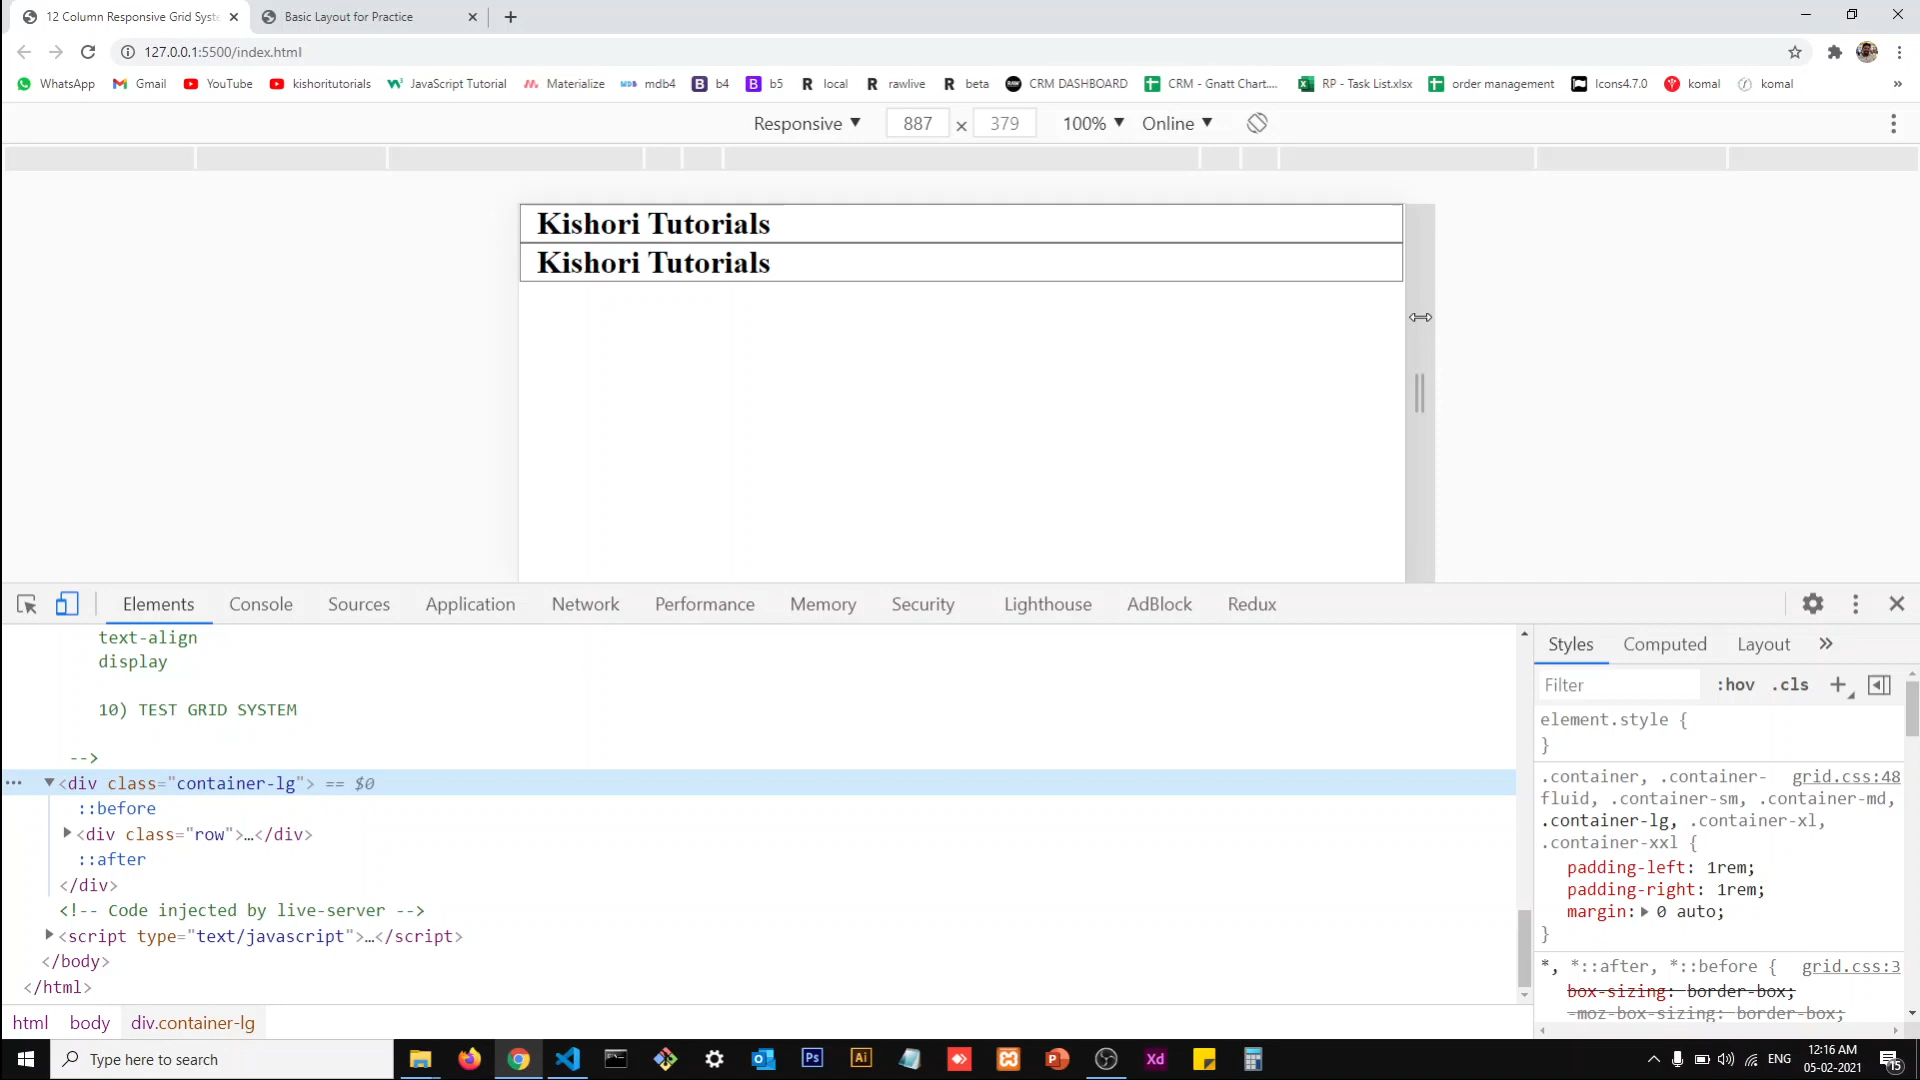 12 Column Responsive Grid Syste
Basic Layout for Practice
127.0.0.1:5500/index.html
WhatsApp Gmail YouTube kishoritutorials JavaScript Tutorial Materialize mdb4 b4 b5 local rawlive beta CRM DASHBOARD CRM - Gnatt Chart.... RP - Task List.xlsx order management Icons4.7.0 komal komal »
Responsive 887 × 379 100% Online
Kishori Tutorials
Kishori Tutorials
Elements Console Sources Application Network Performance Memory Security Lighthouse AdBlock Redux
text-align
display
10) TEST GRID SYSTEM
-->
<div class="container-lg"> == $0
::before
<div class="row">…</div>
::after
</div>
<!-- Code injected by live-server -->
<script type="text/javascript">…</script>
</body>
</html>
html body div.container-lg
Styles Computed Layout »
Filter :hov .cls +
element.style {
}
.container, .container- grid.css:48
fluid, .container-sm, .container-md,
.container-lg, .container-xl,
.container-xxl {
padding-left: 1rem;
padding-right: 1rem;
margin: 0 auto;
}
*, *::after, *::before { grid.css:3
box-sizing: border-box;
-moz-box-sizing: border-box;
Type here to search
Ps Ai Xd
ENG
12:16 AM
05-02-2021
15